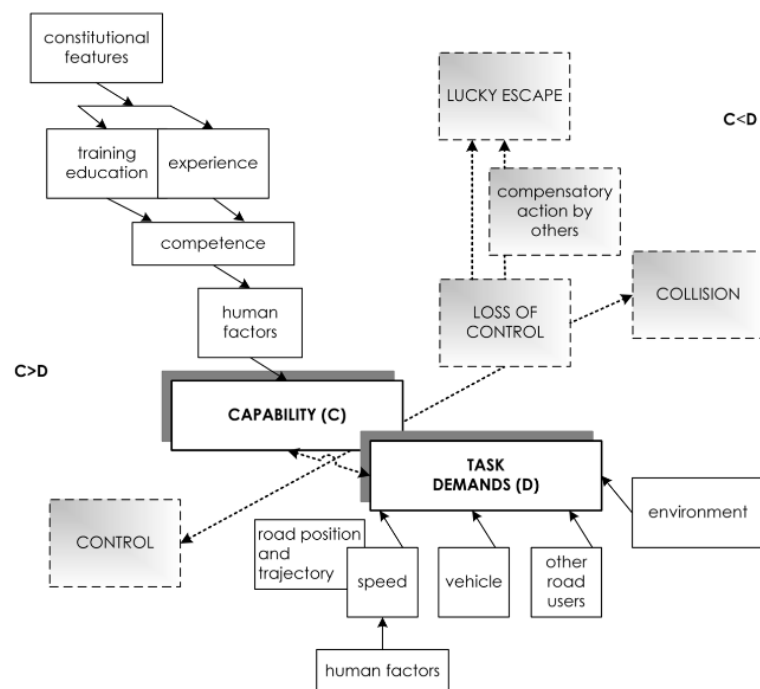 constitutional
features
LUCKY ESCAPE
C<D
training
education
experience
compensatory
action by
others
competence
human
factors
LOSS OF
CONTROL
COLLISION
C>D
CAPABILITY (C)
TASK
DEMANDS (D)
CONTROL
road position
and
trajectory
speed
vehicle
other
road
users
environment
human factors